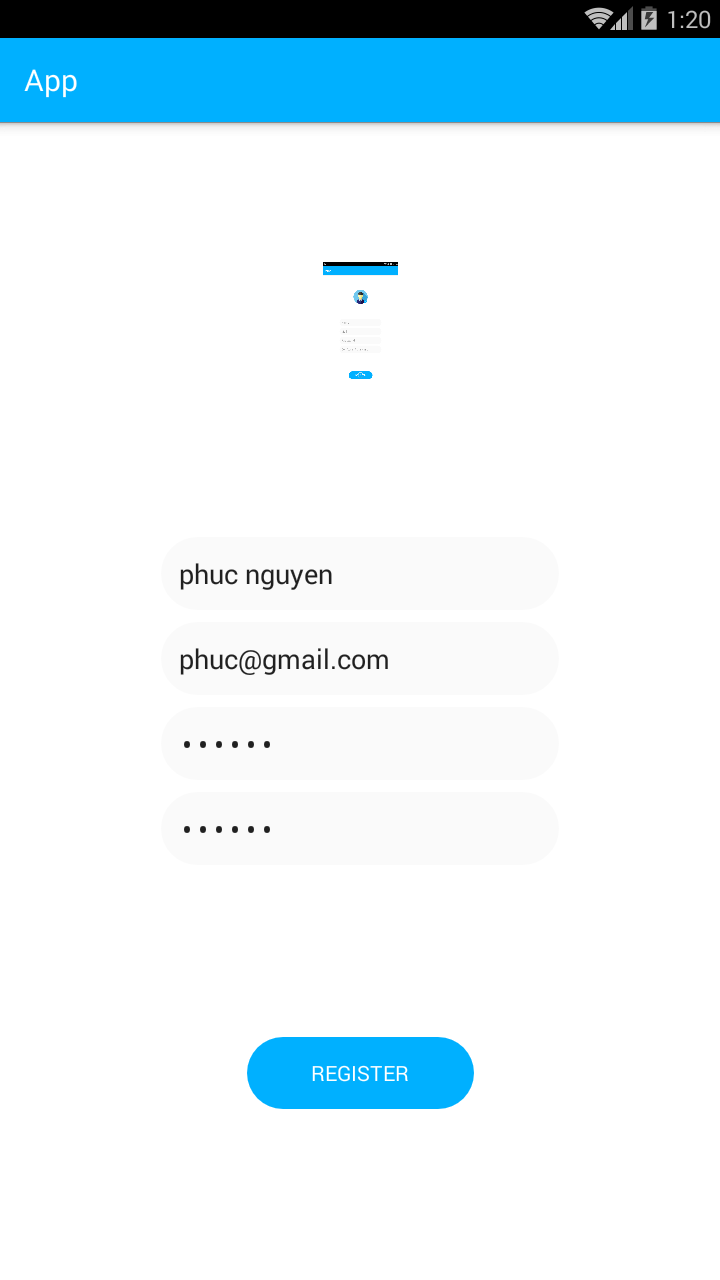 1:20
App
phuc nguyen
phuc@gmail.com
••••••
••••••
REGISTER